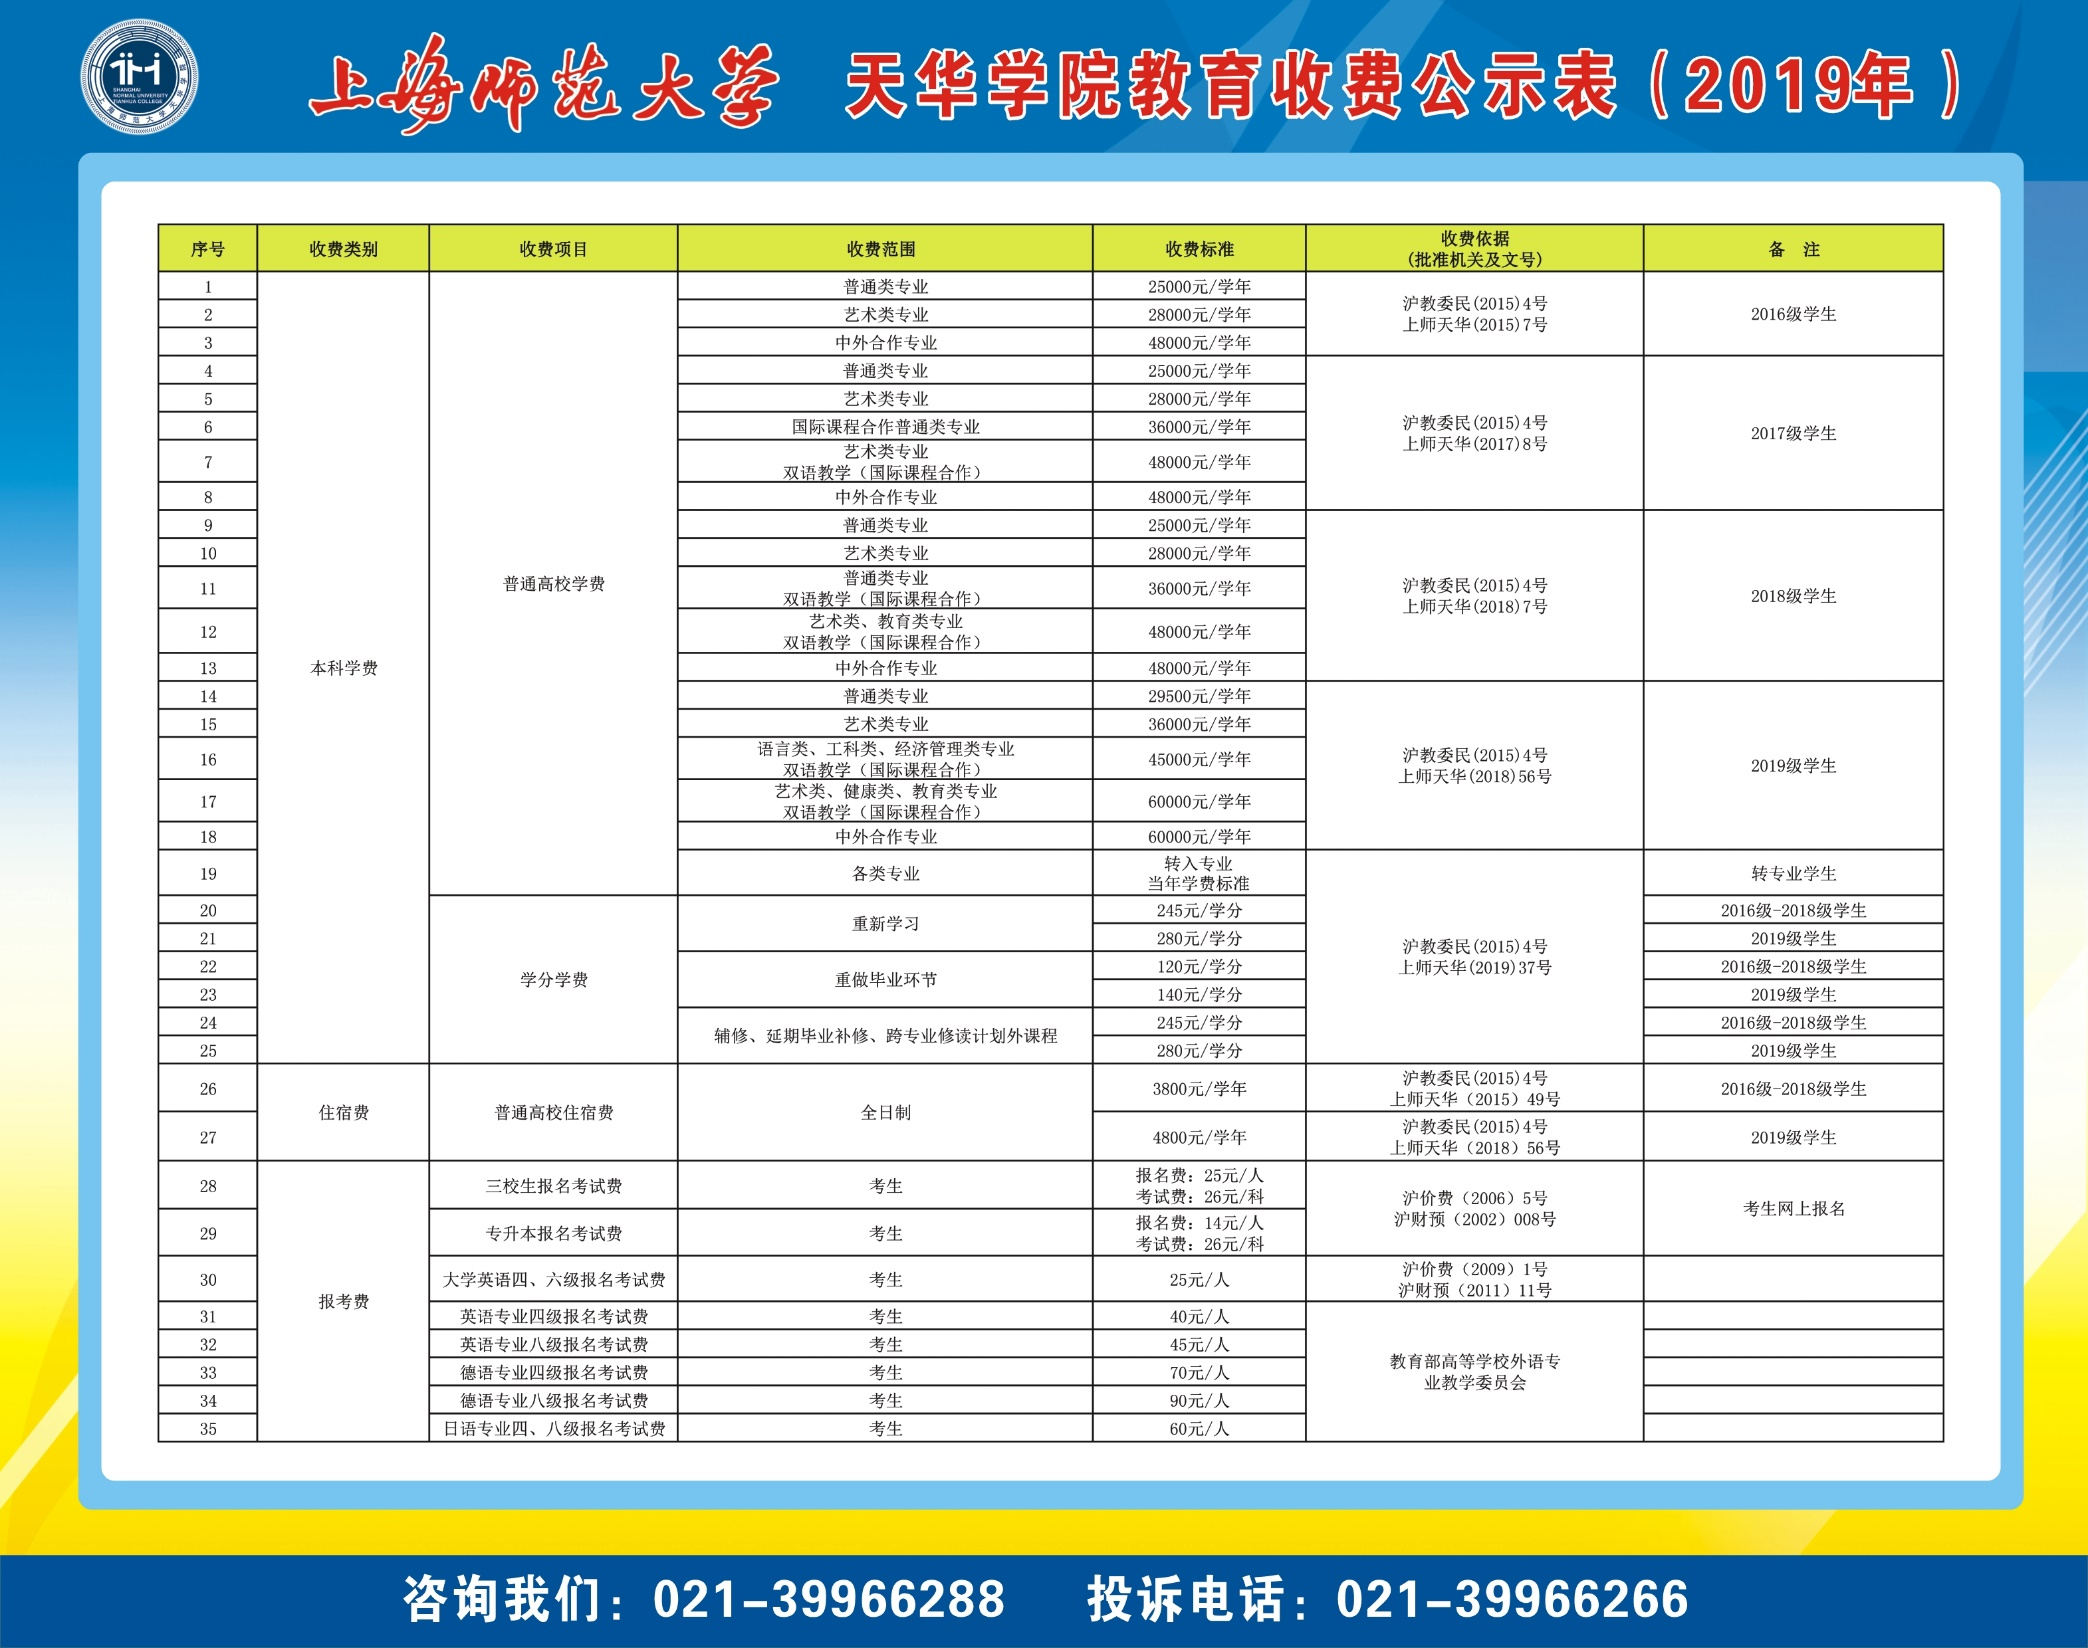 上海师范大学 天华学院教育收费公示表（2019年）
SHANGHAI
NORMAL UNIVERSITY
TIANHUA COLLEGE
上海师范大学天华学院
序号 收费类别 收费项目 收费范围 收费标准 收费依据 (批准机关及文号) 备 注
1 本科学费 普通高校学费 普通类专业 25000元/学年 沪教委民(2015)4号 上师天华(2015)7号 2016级学生
2 艺术类专业 28000元/学年
3 中外合作专业 48000元/学年
4 普通类专业 25000元/学年 沪教委民(2015)4号 上师天华(2017)8号 2017级学生
5 艺术类专业 28000元/学年
6 国际课程合作普通类专业 36000元/学年
7 艺术类专业 双语教学（国际课程合作） 48000元/学年
8 中外合作专业 48000元/学年
9 普通类专业 25000元/学年 沪教委民(2015)4号 上师天华(2018)7号 2018级学生
10 艺术类专业 28000元/学年
11 普通类专业 双语教学（国际课程合作） 36000元/学年
12 艺术类、教育类专业 双语教学（国际课程合作） 48000元/学年
13 中外合作专业 48000元/学年
14 普通类专业 29500元/学年 沪教委民(2015)4号 上师天华(2018)56号 2019级学生
15 艺术类专业 36000元/学年
16 语言类、工科类、经济管理类专业 双语教学（国际课程合作） 45000元/学年
17 艺术类、健康类、教育类专业 双语教学（国际课程合作） 60000元/学年
18 中外合作专业 60000元/学年
19 各类专业 转入专业 当年学费标准 沪教委民(2015)4号 上师天华(2019)37号 转专业学生
20 学分学费 重新学习 245元/学分 2016级-2018级学生
21 280元/学分 2019级学生
22 重做毕业环节 120元/学分 2016级-2018级学生
23 140元/学分 2019级学生
24 辅修、延期毕业补修、跨专业修读计划外课程 245元/学分 2016级-2018级学生
25 280元/学分 2019级学生
26 住宿费 普通高校住宿费 全日制 3800元/学年 沪教委民(2015)4号 上师天华（2015）49号 2016级-2018级学生
27 4800元/学年 沪教委民(2015)4号 上师天华（2018）56号 2019级学生
28 报考费 三校生报名考试费 考生 报名费：25元/人 考试费：26元/科 沪价费（2006）5号 沪财预（2002）008号 考生网上报名
29 专升本报名考试费 考生 报名费：14元/人 考试费：26元/科
30 大学英语四、六级报名考试费 考生 25元/人 沪价费（2009）1号 沪财预（2011）11号
31 英语专业四级报名考试费 考生 40元/人 教育部高等学校外语专业教学委员会
32 英语专业八级报名考试费 考生 45元/人
33 德语专业四级报名考试费 考生 70元/人
34 德语专业八级报名考试费 考生 90元/人
35 日语专业四、八级报名考试费 考生 60元/人
咨询我们：021-39966288 投诉电话：021-39966266